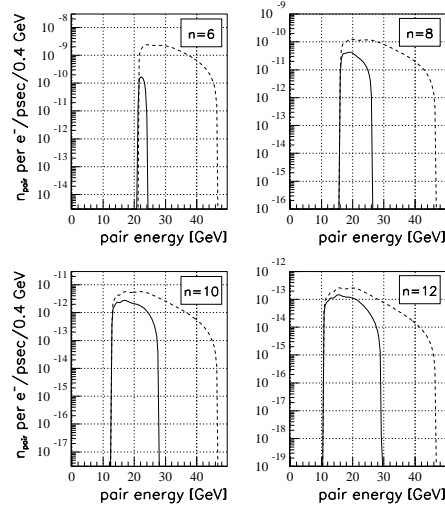 n_pair per e⁻/psec/0.4 GeV
10⁻⁸
10⁻⁹
10⁻¹⁰
10⁻¹¹
10⁻¹²
10⁻¹³
10⁻¹⁴
n=6
0 10 20 30 40
pair energy [GeV]
10⁻⁹
10⁻¹⁰
10⁻¹¹
10⁻¹²
10⁻¹³
10⁻¹⁴
10⁻¹⁵
10⁻¹⁶
n=8
0 10 20 30 40
pair energy [GeV]
n_pair per e⁻/psec/0.4 GeV
10⁻¹¹
10⁻¹²
10⁻¹³
10⁻¹⁴
10⁻¹⁵
10⁻¹⁶
10⁻¹⁷
n=10
0 10 20 30 40
pair energy [GeV]
10⁻¹²
10⁻¹³
10⁻¹⁴
10⁻¹⁵
10⁻¹⁶
10⁻¹⁷
10⁻¹⁸
10⁻¹⁹
n=12
0 10 20 30 40
pair energy [GeV]